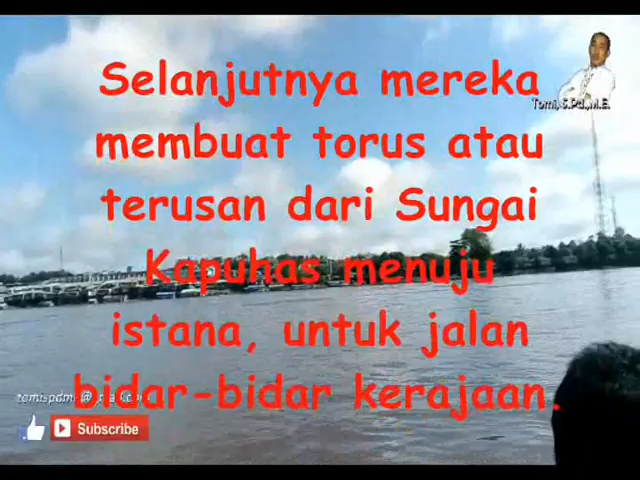 Selanjutnya mereka
membuat torus atau
terusan dari Sungai
Kapuhas menuju
istana, untuk jalan
bidar-bidar kerajaan.
Tomi, S.Pd.,M.E.
Subscribe